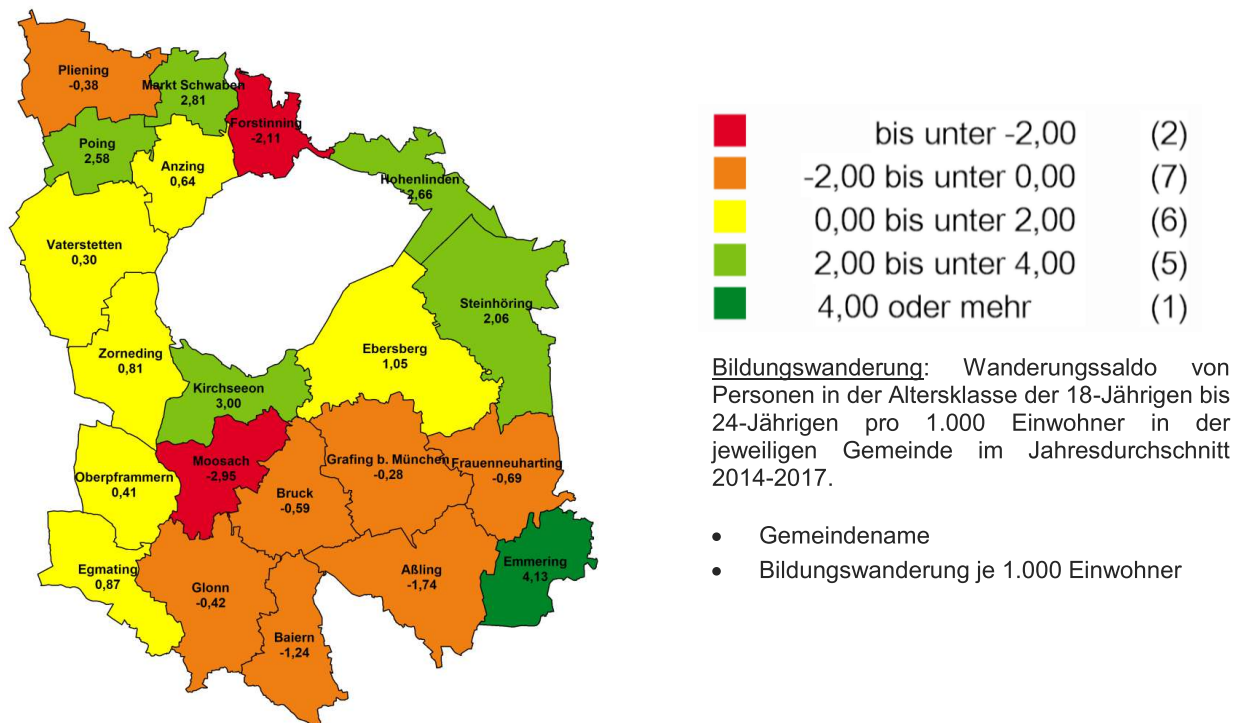 Pliening
-0,38
Markt Schwaben
2,81
Forstinning
-2,11
Poing
2,58
Anzing
0,64
Hohenlinden
2,66
Vaterstetten
0,30
Steinhöring
2,06
Zorneding
0,81
Ebersberg
1,05
Kirchseeon
3,00
Moosach
-2,95
Grafing b. München
-0,28
Frauenneuharting
-0,69
Oberpframmern
0,41
Bruck
-0,59
Egmating
0,87
Glonn
-0,42
Aßling
-1,74
Emmering
4,13
Baiern
-1,24
bis unter -2,00 (2)
-2,00 bis unter 0,00 (7)
0,00 bis unter 2,00 (6)
2,00 bis unter 4,00 (5)
4,00 oder mehr (1)
Bildungswanderung: Wanderungssaldo von
Personen in der Altersklasse der 18-Jährigen bis
24-Jährigen pro 1.000 Einwohner in der
jeweiligen Gemeinde im Jahresdurchschnitt
2014-2017.
• Gemeindename
• Bildungswanderung je 1.000 Einwohner